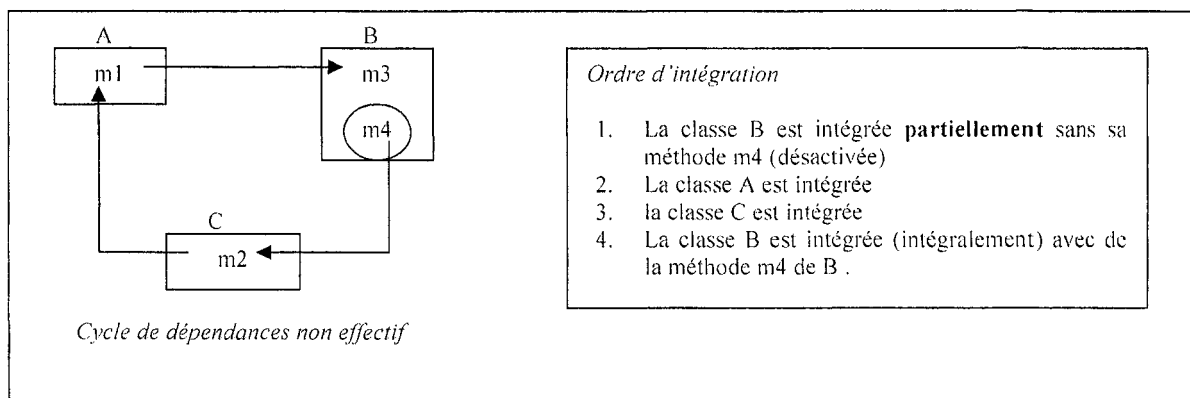 A
B
m1
m3
m4
C
m2
Cycle de dépendances non effectif
Ordre d'intégration
1. La classe B est intégrée partiellement sans sa
méthode m4 (désactivée)
2. La classe A est intégrée
3. la classe C est intégrée
4. La classe B est intégrée (intégralement) avec de
la méthode m4 de B .